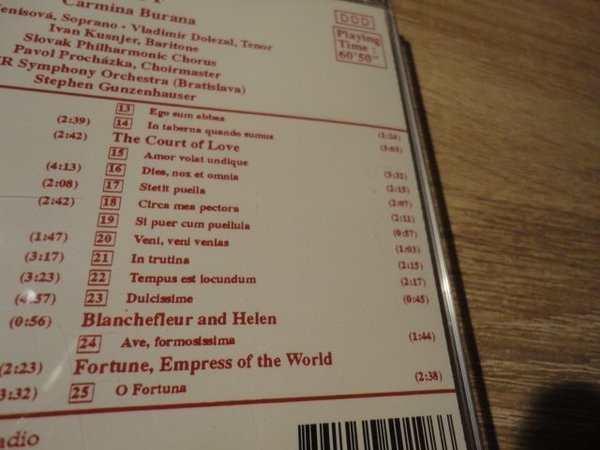 Carmina Burana
enisová, Soprano · Vladimír Dolezal, Tenor
Ivan Kusnjer, Baritone
Slovak Philharmonic Chorus
Pavol Procházka, Choirmaster
R Symphony Orchestra (Bratislava)
Stephen Gunzenhauser
DDD
Playing
Time :
60'50"
13 Ego sum abbas (1:24)
(2:39) 14 In taberna quando sumus (3:03)
(2:42) The Court of Love
15 Amor volat undique (3:32)
(4:13) 16 Dies, nox et omnia (2:15)
(2:08) 17 Stetit puella (2:07)
(2:42) 18 Circa mea pectora (2:11)
19 Si puer cum puellula (0:57)
(1:47) 20 Veni, veni venias (1:03)
(3:17) 21 In trutina (2:15)
(3:23) 22 Tempus est iocundum (2:17)
(4:37) 23 Dulcissime (0:45)
(0:56) Blanchefleur and Helen
24 Ave, formosissima (1:44)
(2:23) Fortune, Empress of the World
3:32) 25 O Fortuna (2:38)
adio